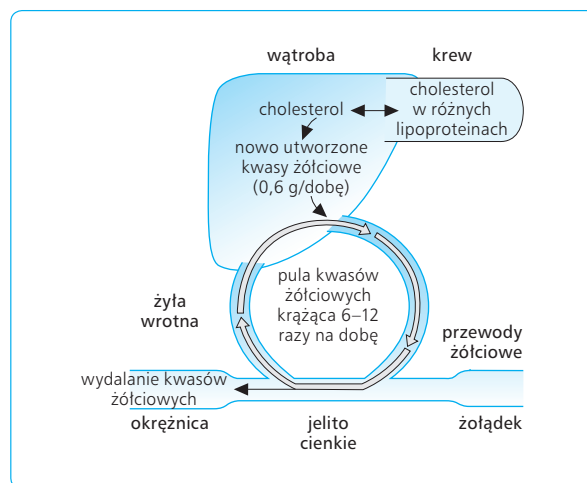 wątroba
krew
cholesterol
cholesterol
w różnych
lipoproteinach
nowo utworzone
kwasy żółciowe
(0,6 g/dobę)
pula kwasów
żółciowych
krążąca 6–12
razy na dobę
żyła
wrotna
przewody
żółciowe
wydalanie kwasów
żółciowych
okrężnica
jelito
cienkie
żołądek